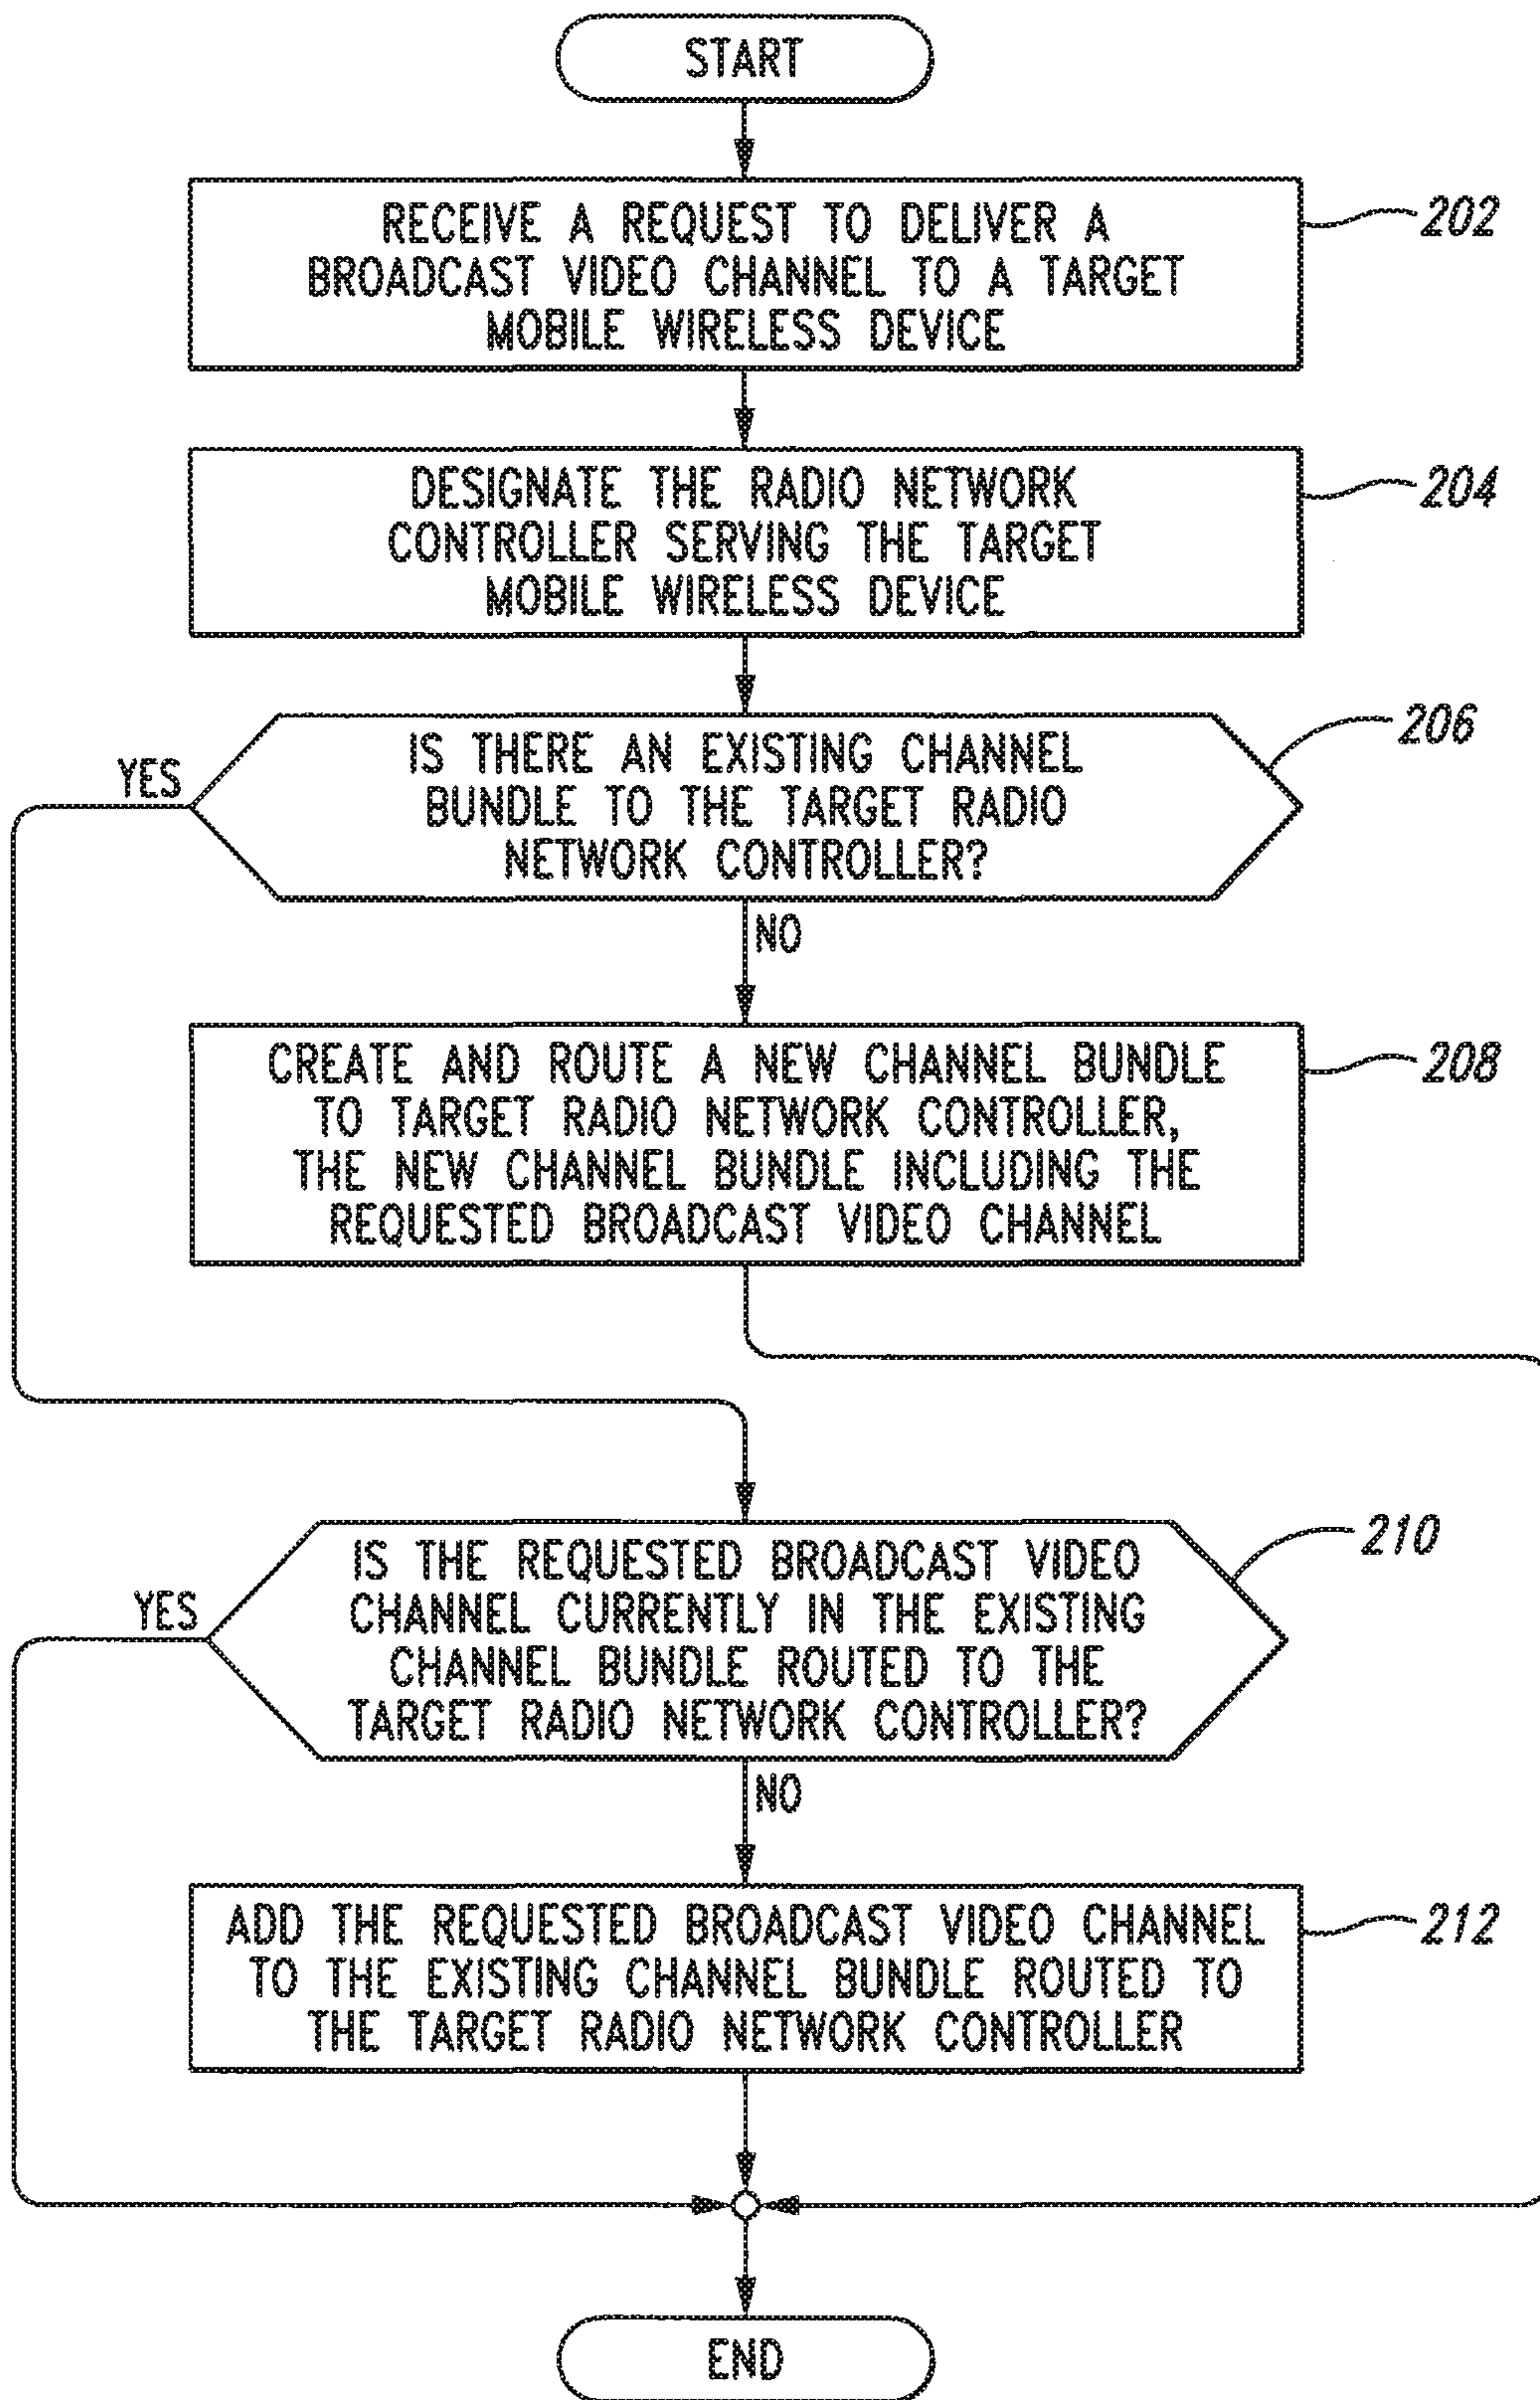 START
RECEIVE A REQUEST TO DELIVER A
BROADCAST VIDEO CHANNEL TO A TARGET
MOBILE WIRELESS DEVICE
202
DESIGNATE THE RADIO NETWORK
CONTROLLER SERVING THE TARGET
MOBILE WIRELESS DEVICE
204
IS THERE AN EXISTING CHANNEL
BUNDLE TO THE TARGET RADIO
NETWORK CONTROLLER?
206
YES
NO
CREATE AND ROUTE A NEW CHANNEL BUNDLE
TO TARGET RADIO NETWORK CONTROLLER,
THE NEW CHANNEL BUNDLE INCLUDING THE
REQUESTED BROADCAST VIDEO CHANNEL
208
IS THE REQUESTED BROADCAST VIDEO
CHANNEL CURRENTLY IN THE EXISTING
CHANNEL BUNDLE ROUTED TO THE
TARGET RADIO NETWORK CONTROLLER?
210
YES
NO
ADD THE REQUESTED BROADCAST VIDEO CHANNEL
TO THE EXISTING CHANNEL BUNDLE ROUTED TO
THE TARGET RADIO NETWORK CONTROLLER
212
END